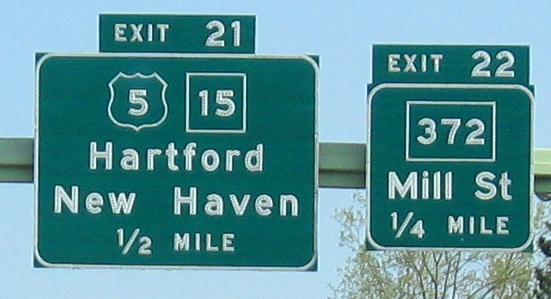 EXIT 21
5 15
Hartford
New Haven
1/2 MILE
EXIT 22
372
Mill St
1/4 MILE